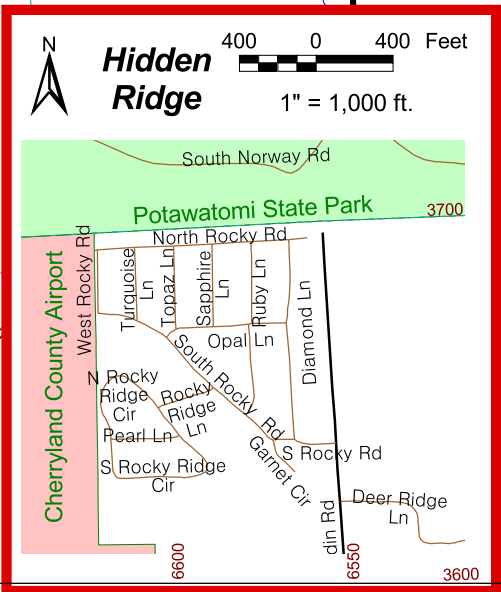 N
Hidden
Ridge
400 0 400 Feet
1" = 1,000 ft.
South Norway Rd
Potawatomi State Park
3700
North Rocky Rd
West Rocky Rd
Turquoise
Ln
Topaz Ln
Sapphire
Ln
Ruby Ln
Diamond Ln
Opal Ln
Cherryland County Airport
South Rocky Rd
N Rocky
Ridge
Cir
Rocky
Ridge
Ln
Pearl Ln
S Rocky Ridge
Cir
Garnet Cir
S Rocky Rd
Deer Ridge
Ln
din Rd
6600
6550
3600